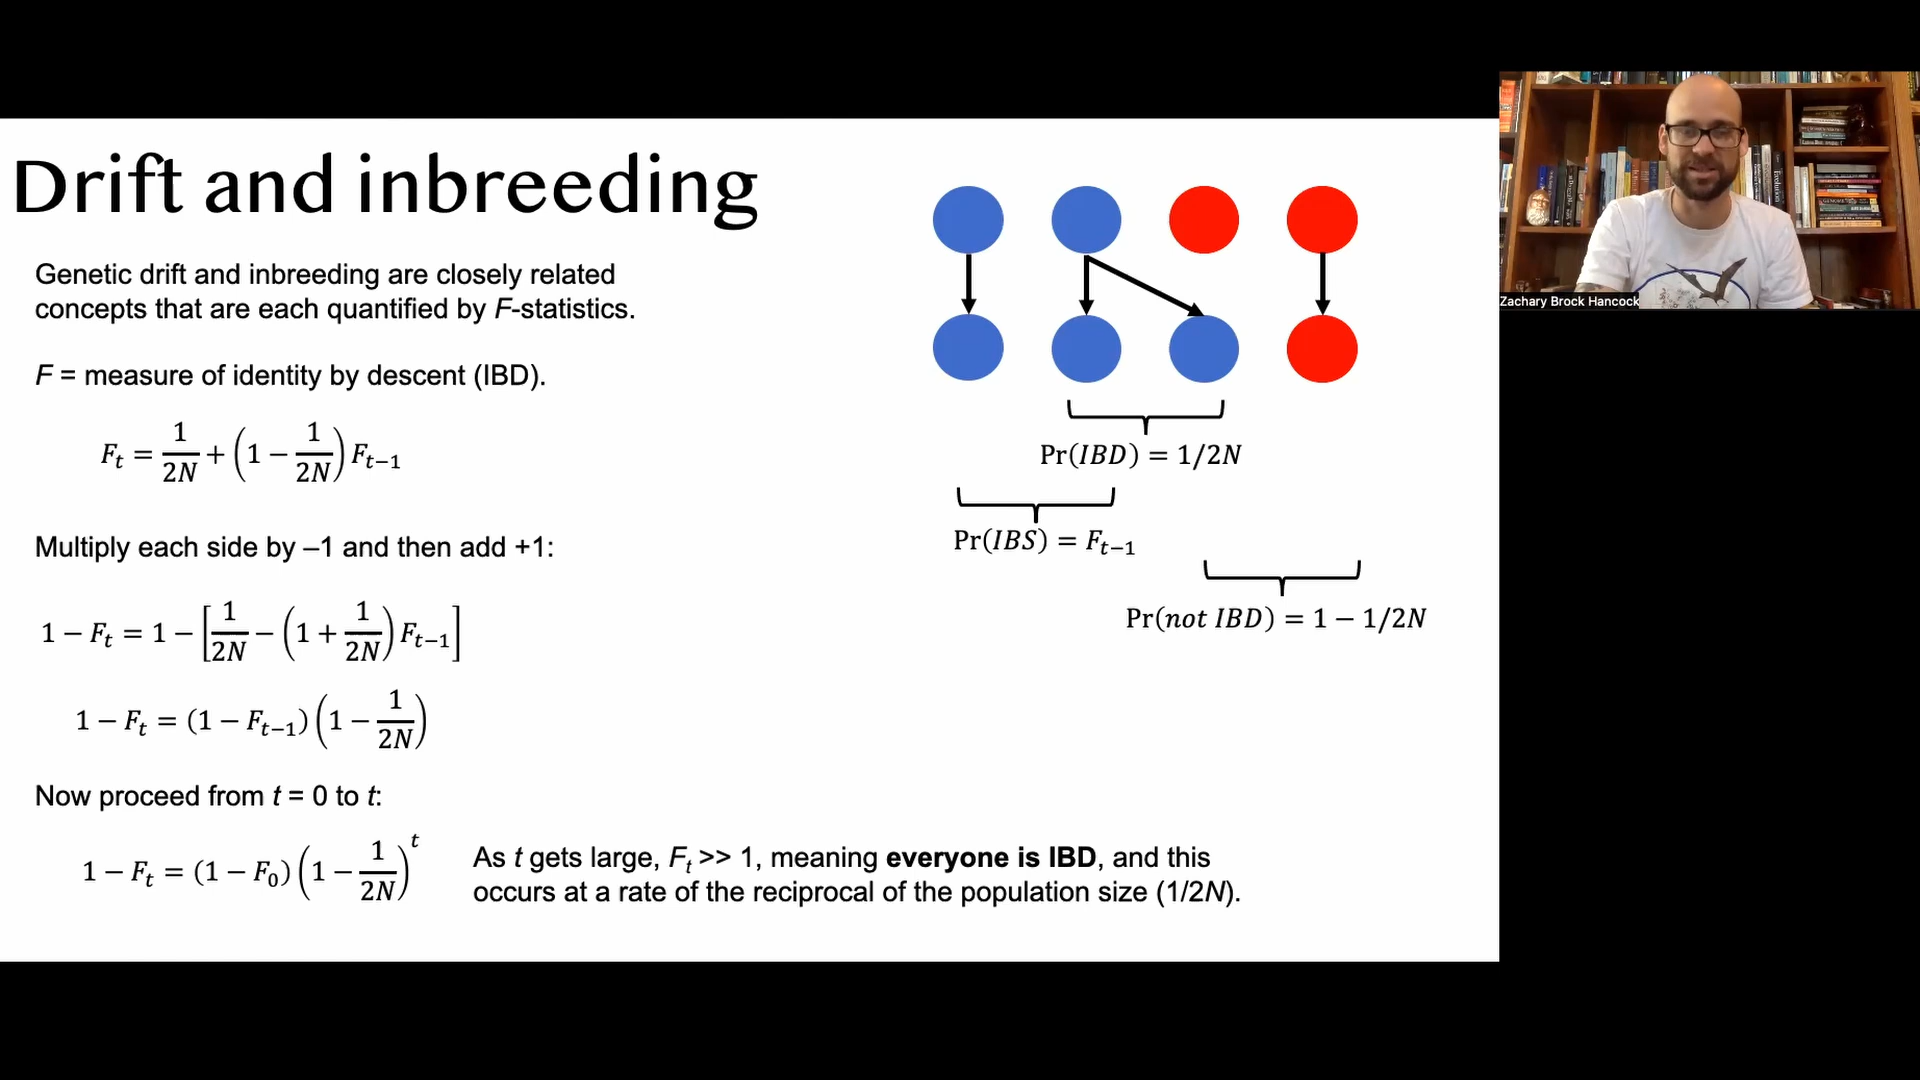 Drift and inbreeding
Genetic drift and inbreeding are closely related
concepts that are each quantified by F-statistics.
F = measure of identity by descent (IBD).
F_t = 1/2N + (1 − 1/2N) F_{t−1}
Multiply each side by –1 and then add +1:
1 − F_t = 1 − [1/2N − (1 + 1/2N) F_{t−1}]
1 − F_t = (1 − F_{t−1}) (1 − 1/2N)
Now proceed from t = 0 to t:
1 − F_t = (1 − F_0) (1 − 1/2N)^t
As t gets large, F_t >> 1, meaning everyone is IBD, and this
occurs at a rate of the reciprocal of the population size (1/2N).
Pr(IBD) = 1/2N
Pr(IBS) = F_{t−1}
Pr(not IBD) = 1 − 1/2N
Zachary Brock Hancock